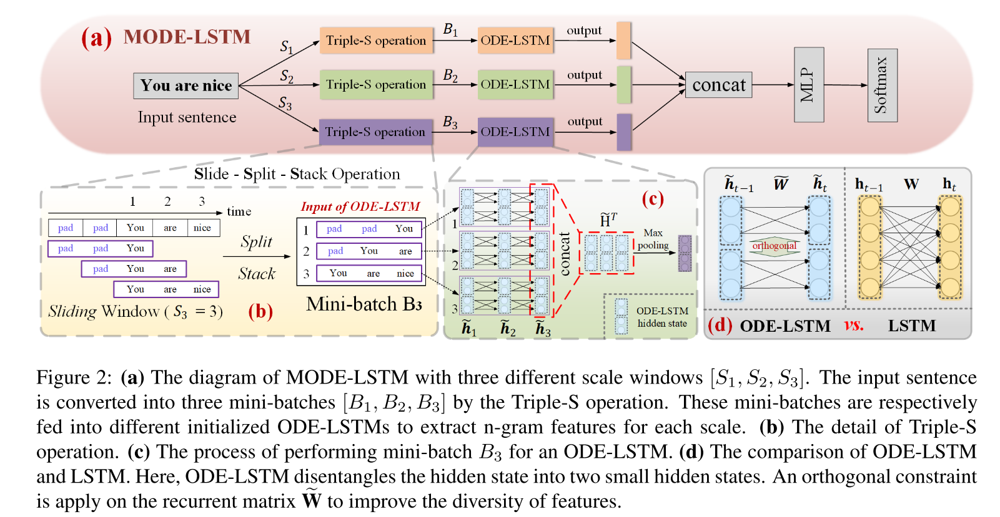 (a) MODE-LSTM
You are nice
Input sentence
S₁
S₂
S₃
Triple-S operation
B₁
ODE-LSTM
output
Triple-S operation
B₂
ODE-LSTM
output
Triple-S operation
B₃
ODE-LSTM
output
concat
MLP
Softmax
Slide - Split - Stack Operation
1 2 3
time
pad pad You are nice
pad pad You
pad You are
You are nice
Sliding Window ( S₃ = 3)
(b)
Split
Stack
Input of ODE-LSTM
1 pad pad You
2 pad You are
3 You are nice
Mini-batch B₃
(c)
1
2
3
h̃₁ h̃₂ h̃₃
concat
H̃ᵀ
Max
pooling
ODE-LSTM
hidden state
h̃ₜ₋₁ W̃ h̃ₜ
orthogonal
hₜ₋₁ W hₜ
(d) ODE-LSTM vs. LSTM
Figure 2: (a) The diagram of MODE-LSTM with three different scale windows [S₁, S₂, S₃]. The input sentence
is converted into three mini-batches [B₁, B₂, B₃] by the Triple-S operation. These mini-batches are respectively
fed into different initialized ODE-LSTMs to extract n-gram features for each scale. (b) The detail of Triple-S
operation. (c) The process of performing mini-batch B₃ for an ODE-LSTM. (d) The comparison of ODE-LSTM
and LSTM. Here, ODE-LSTM disentangles the hidden state into two small hidden states. An orthogonal constraint
is apply on the recurrent matrix W̃ to improve the diversity of features.